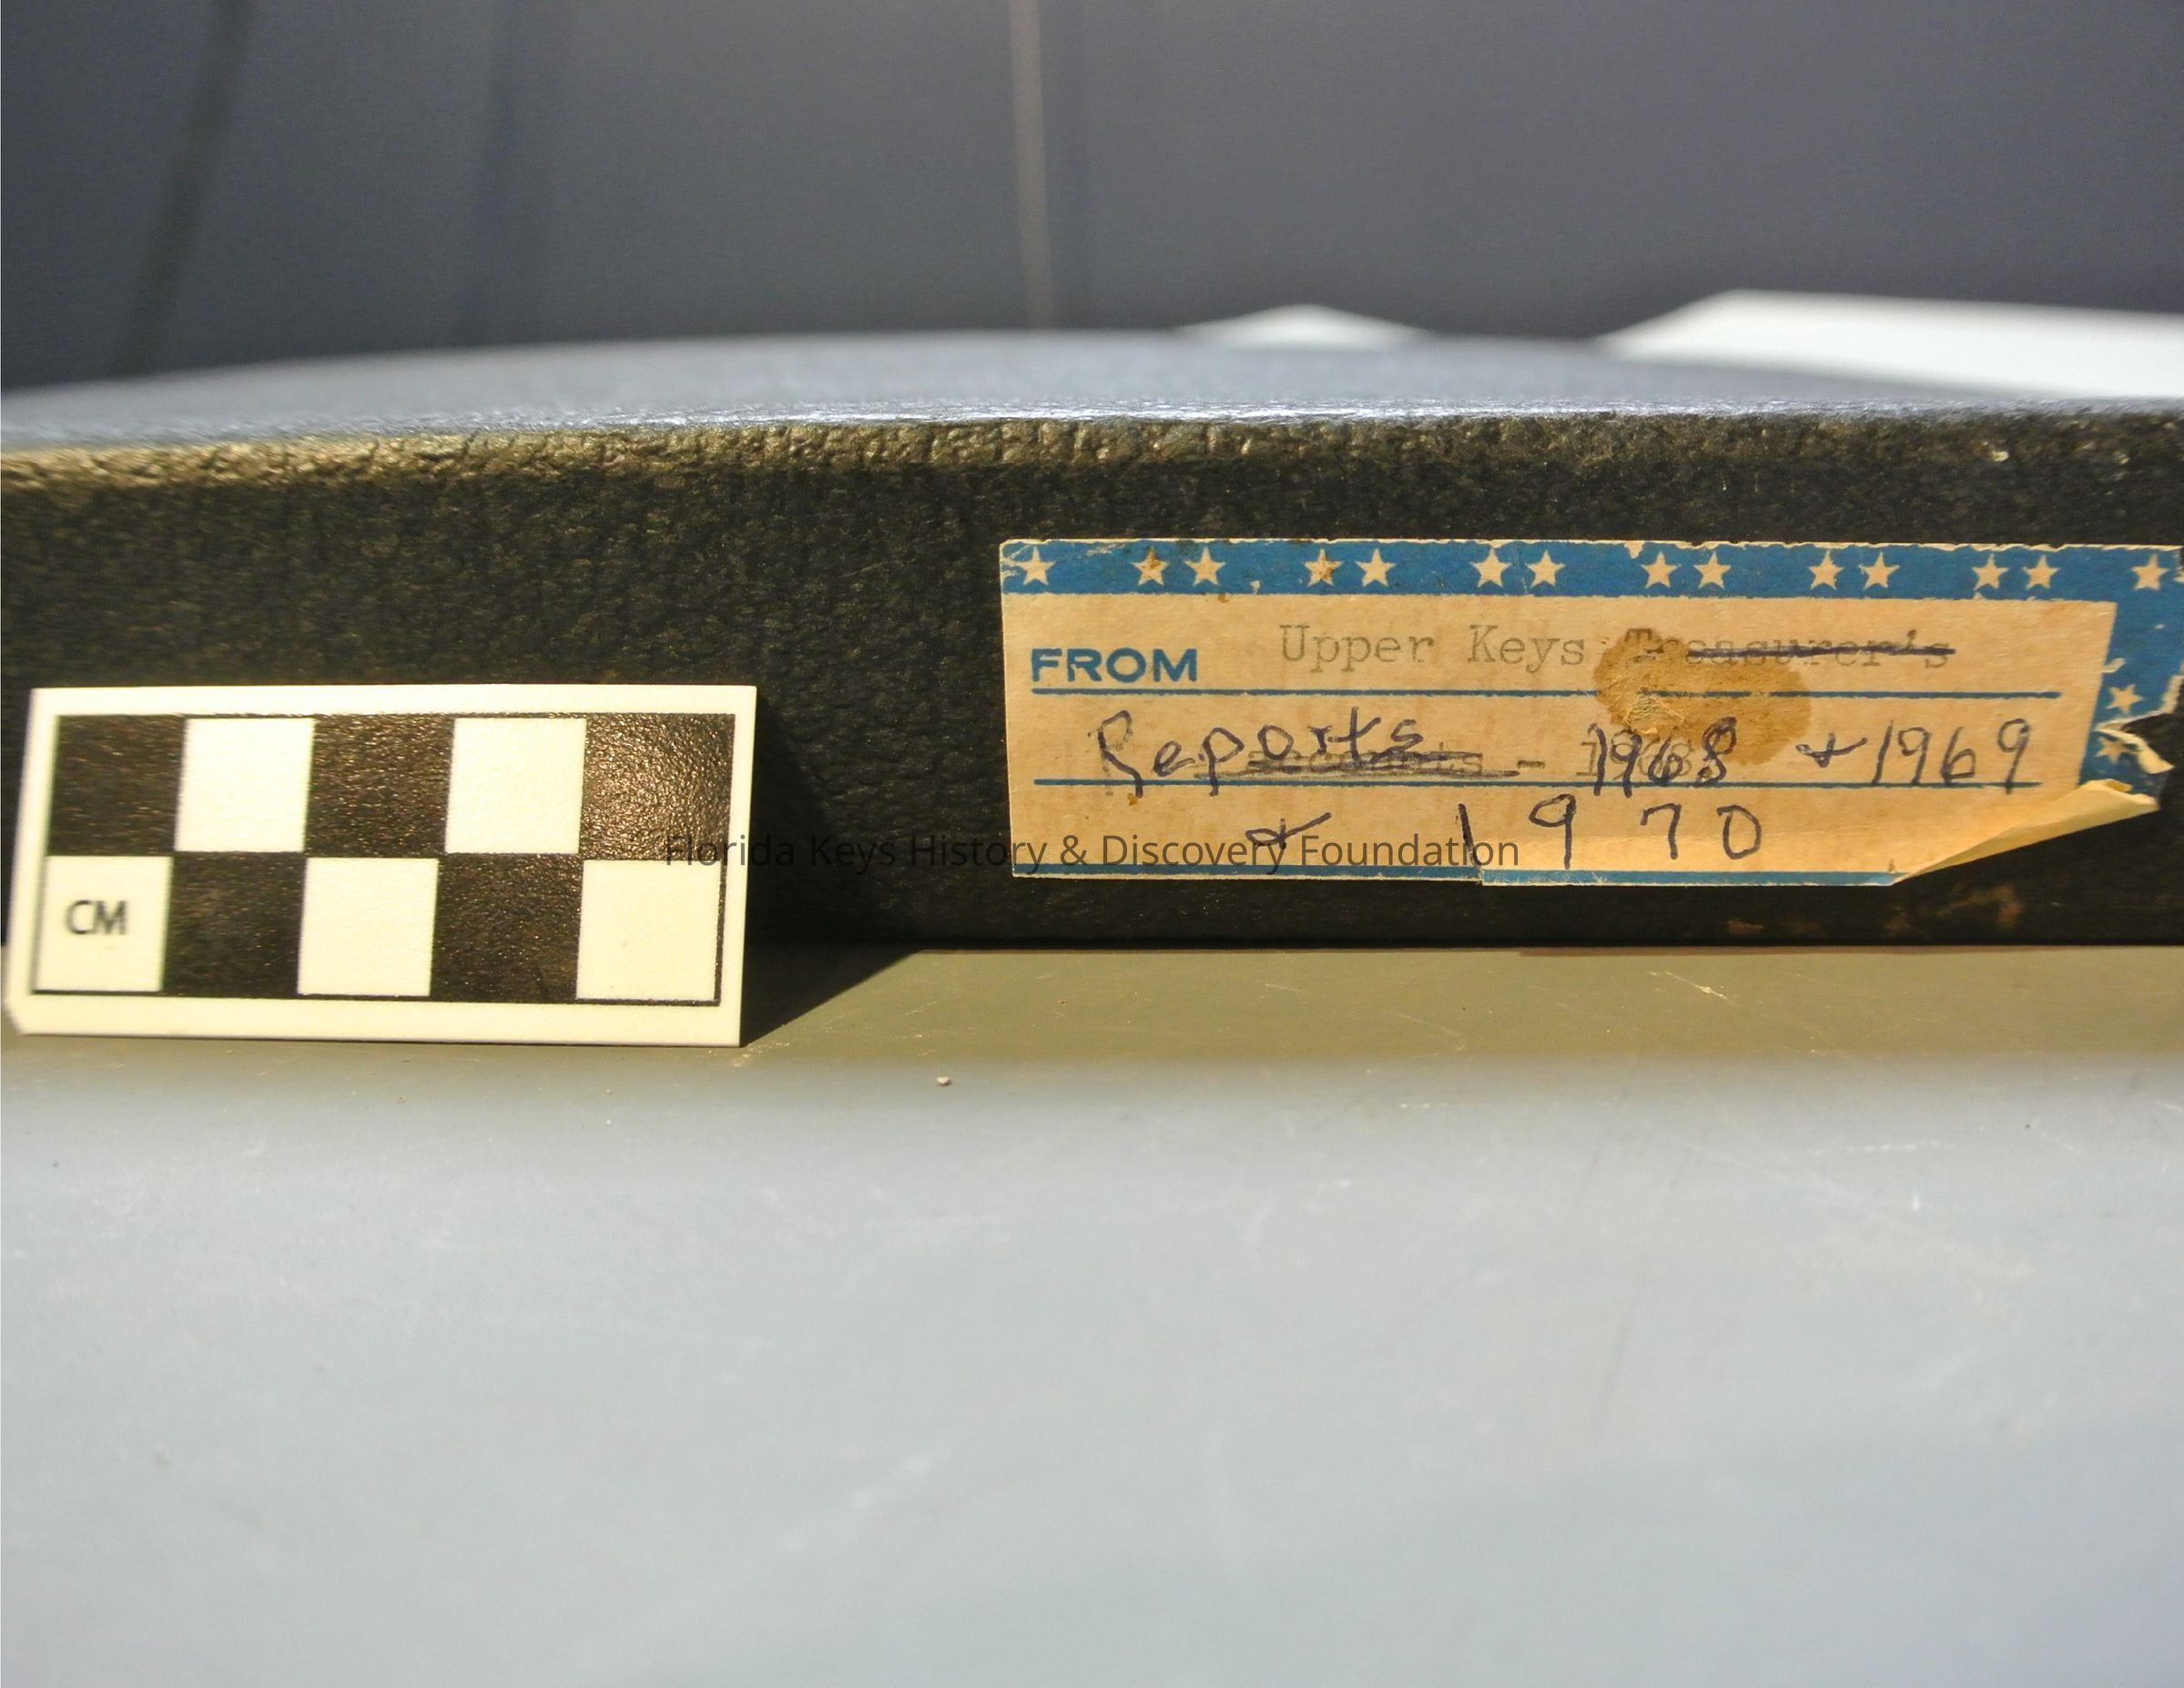 FROM Upper Keys Treasurer's
Reports - 1968 & 1969
& 1970
CM
Florida Keys History & Discovery Foundation